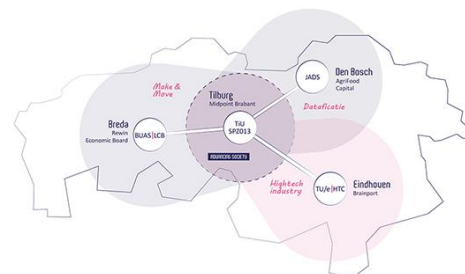 Make &
Move
Tilburg
Midpoint Brabant
JADS
Den Bosch
AgriFood
Capital
Dataficatie
Breda
Rewin
Economic Board
BUAS|LCB
TiU
SPZ013
ADVANCING SOCIETY
Hightech
industry
TU/e|HTC
Eindhoven
Brainport